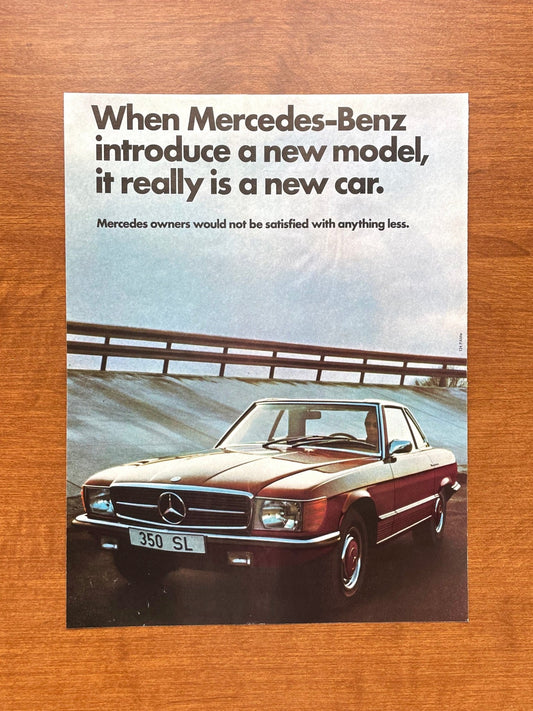 When Mercedes-Benz
introduce a new model,
it really is a new car.
Mercedes owners would not be satisfied with anything less.
350 SL